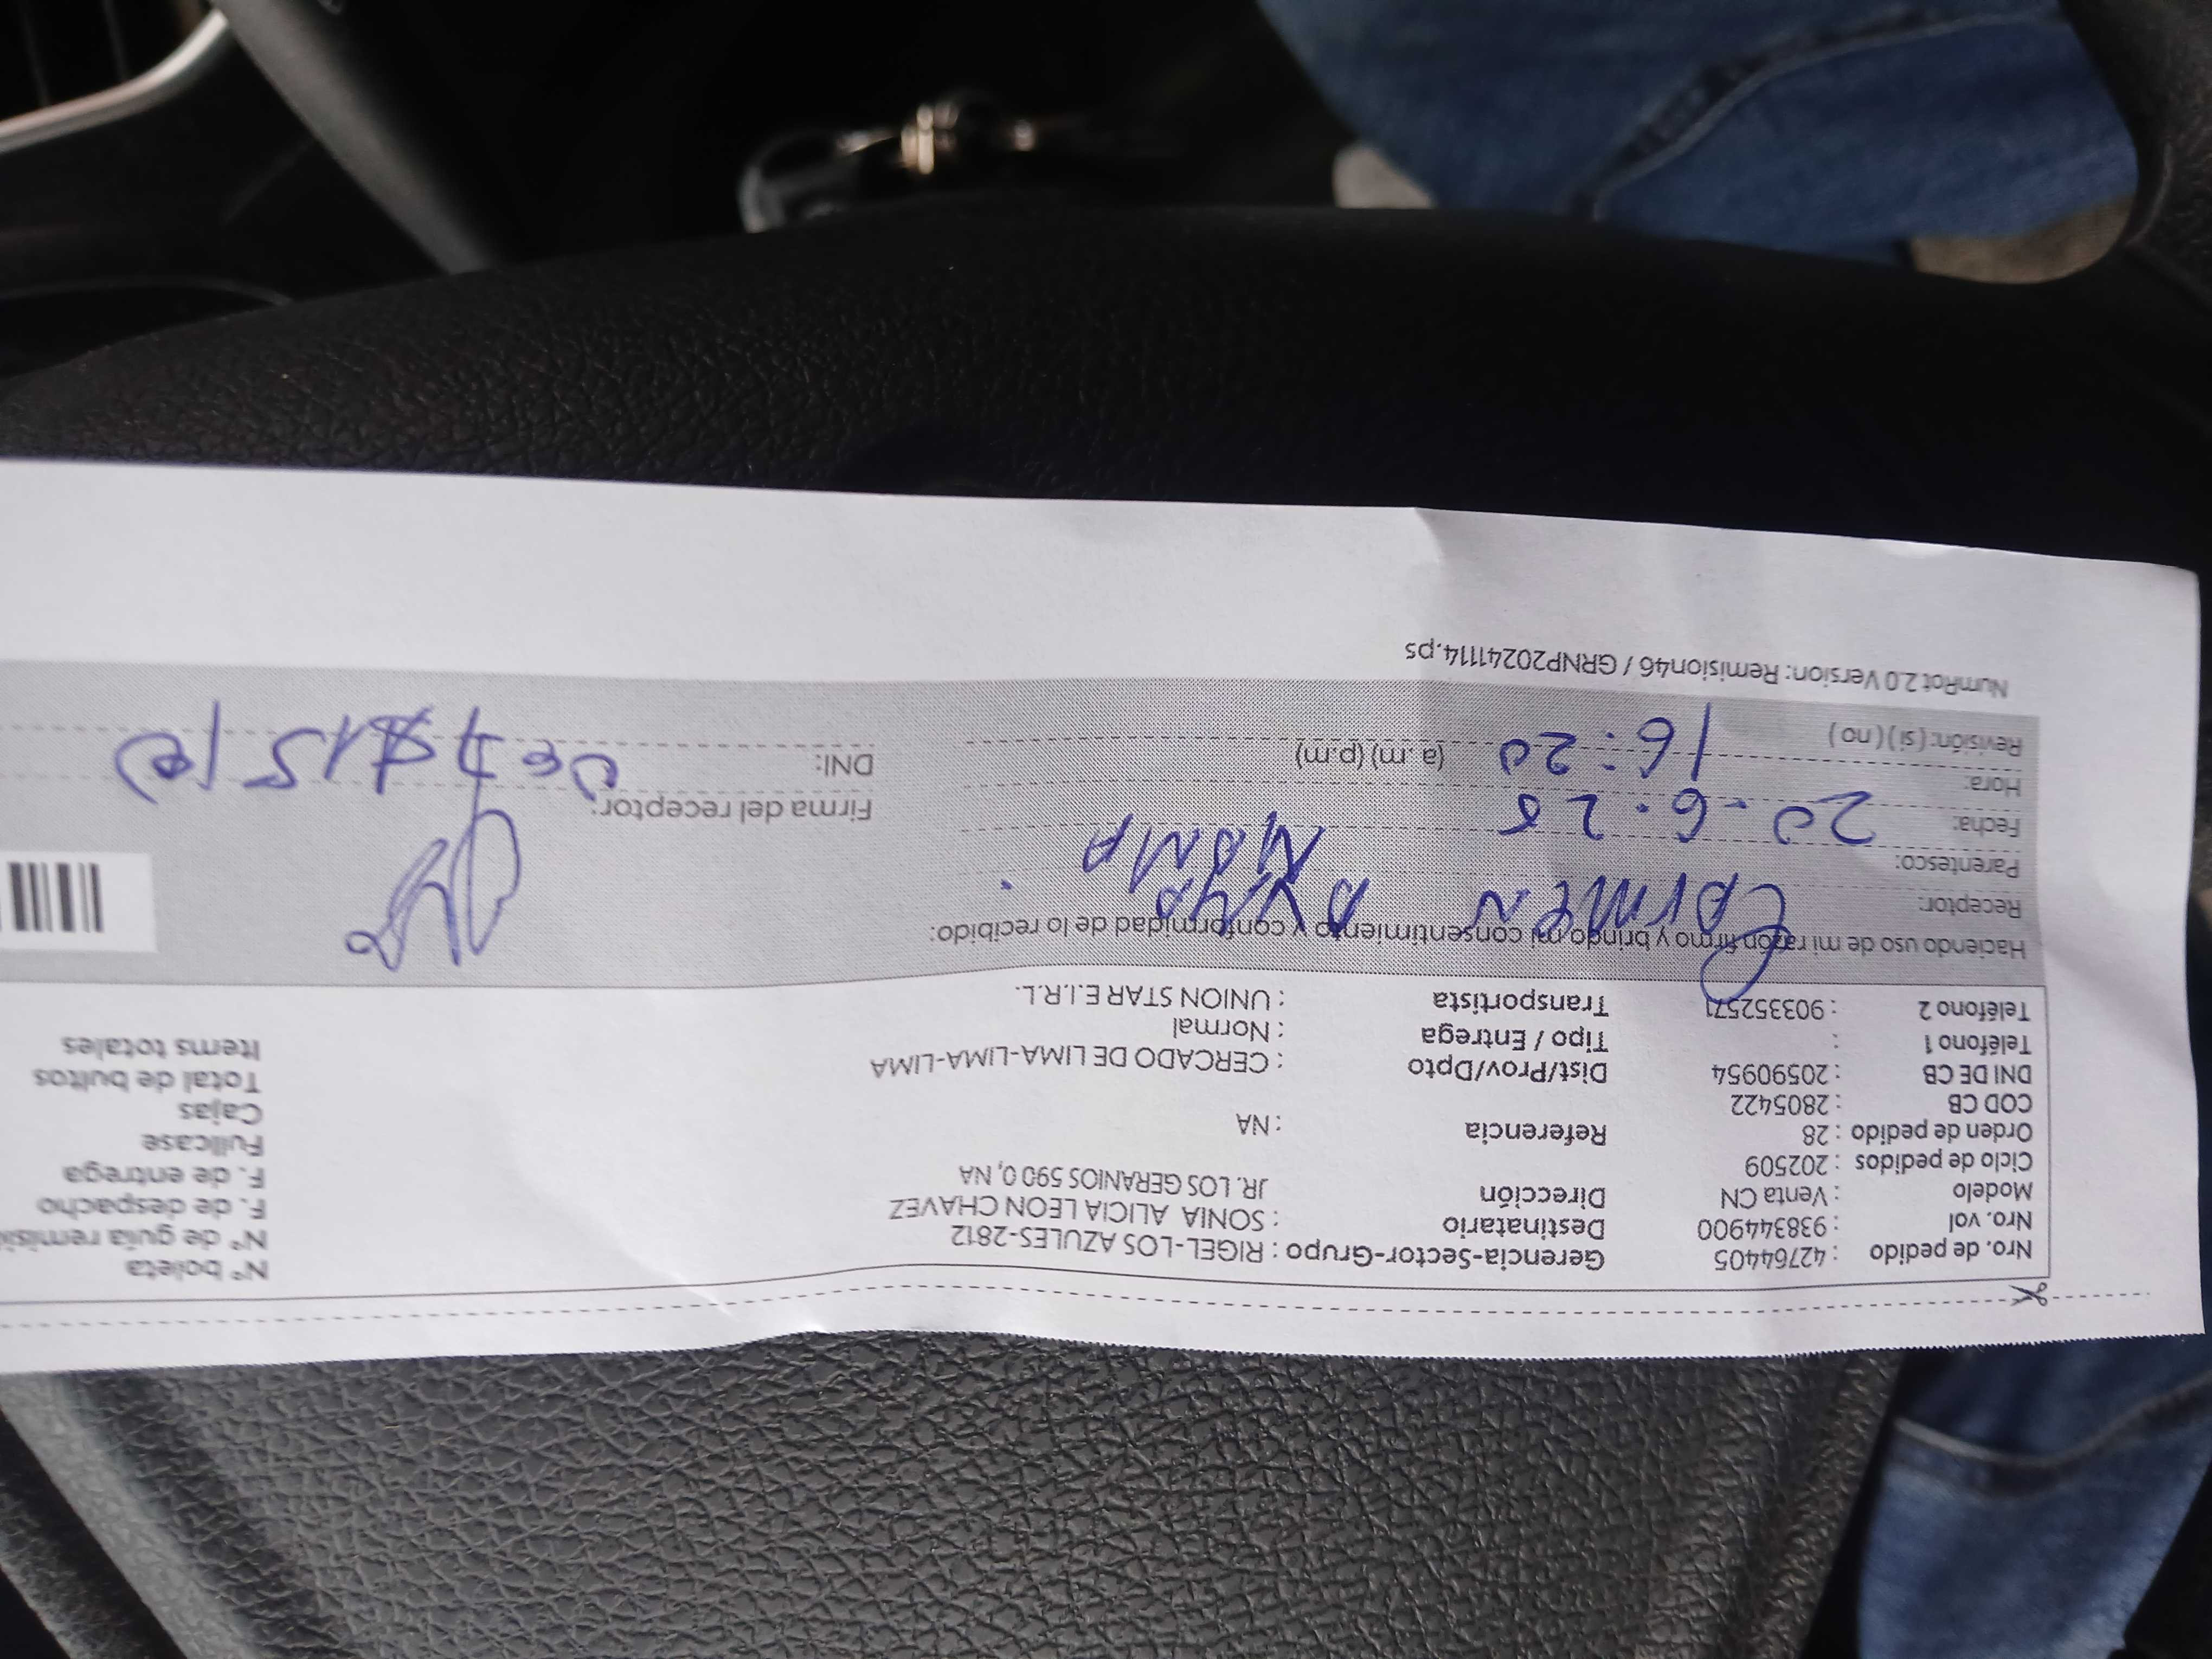 Nro. de pedido : 42764405 Gerencia-Sector-Grupo : RIGEL-LOS AZULES-2812 N° boleta
Nro. vol : 938344900 Destinatario : SONIA ALICIA LEON CHAVEZ N° de guía
Modelo : Venta CN Dirección JR. LOS GERANIOS 590 0, NA F. de despacho
Ciclo de pedidos : 202509 F. de entrega
Orden de pedido : 28 Referencia : NA Fullcase
COD CB : 2805422 Cajas
DNI DE CB : 20590954 Dist/Prov/Dpto : CERCADO DE LIMA-LIMA-LIMA Total de bultos
Teléfono 1 : Tipo / Entrega : Normal Items totales
Teléfono 2 : 903352571 Transportista : UNION STAR E.I.R.L.
Haciendo uso de mi razón firmo y brindo mi consentimiento y conformidad de lo recibido:
Receptor: Carmen
Parentesco:
Fecha: 20.6.25 Firma del receptor:
Hora: 16:20 (a.m) (p.m) DNI:
Revisión: ( si ) ( no )
NumRot 2.0 Version: Remision46 / GRNP20241114.ps